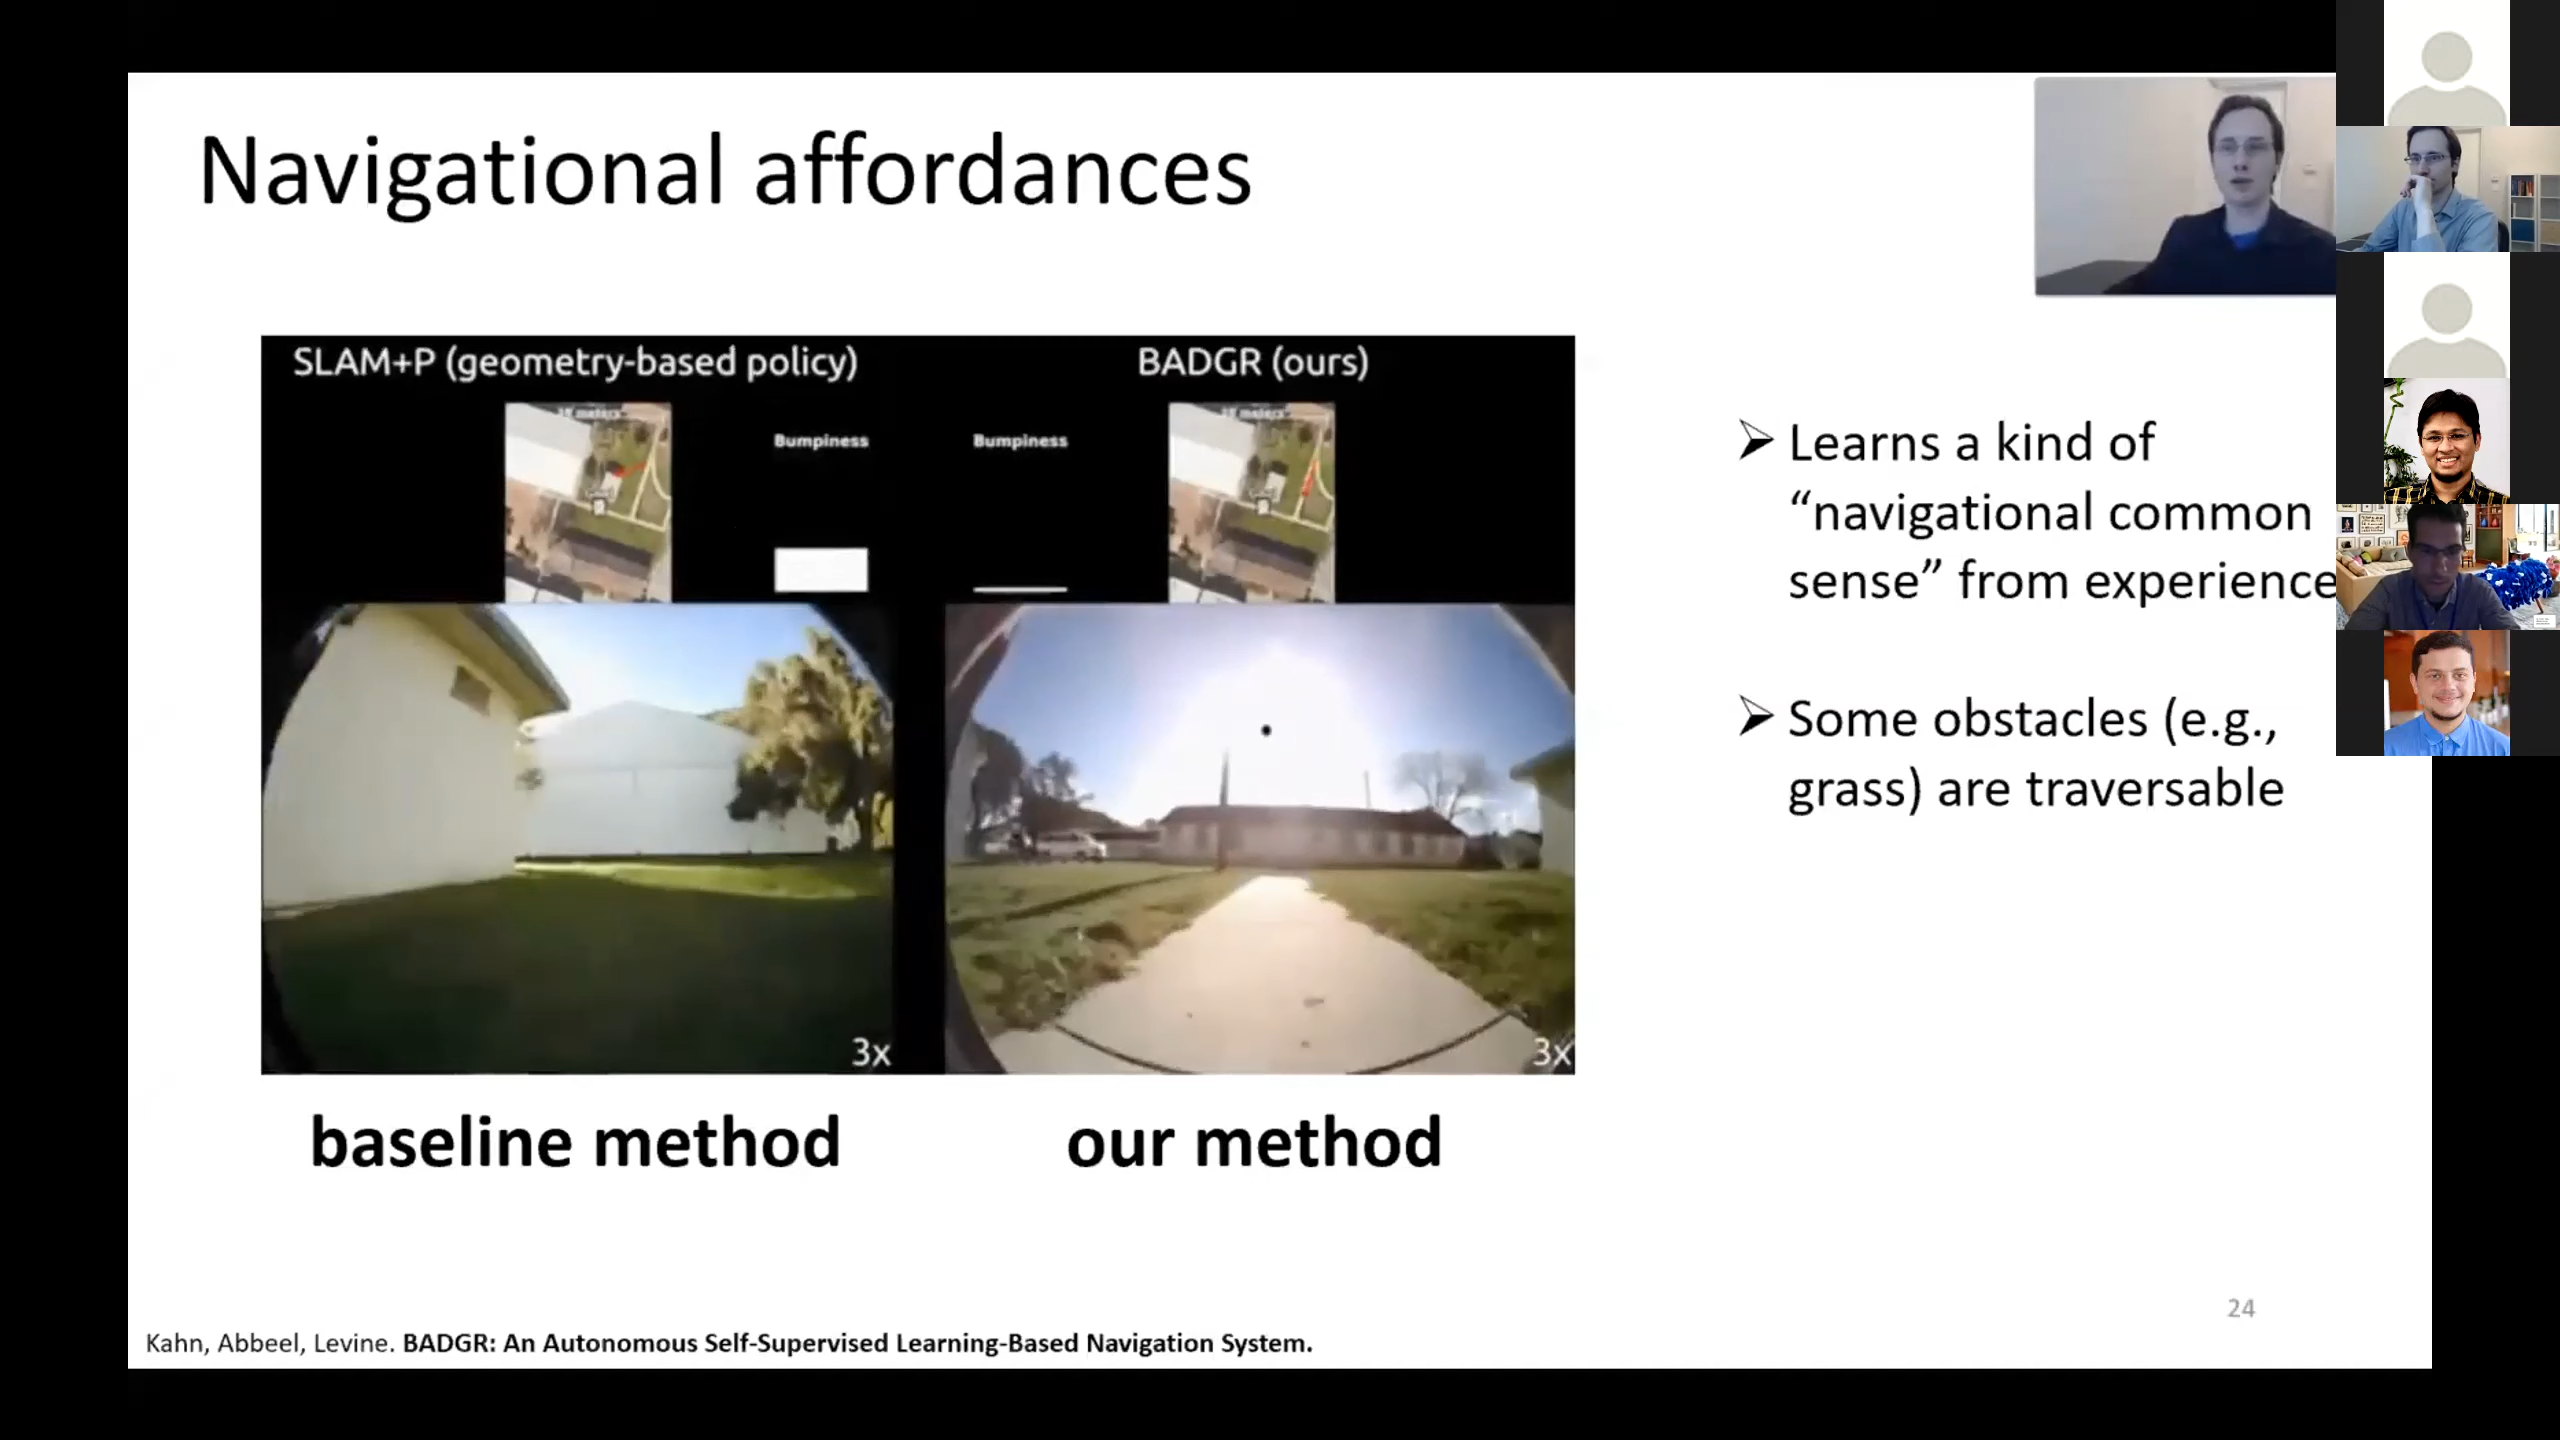 Navigational affordances
SLAM+P (geometry-based policy)
BADGR (ours)
meters
Bumpiness
Bumpiness
meters
3x
3x
baseline method
our method
➢ Learns a kind of
“navigational common
sense” from experience
➢ Some obstacles (e.g.,
grass) are traversable
24
Kahn, Abbeel, Levine. BADGR: An Autonomous Self-Supervised Learning-Based Navigation System.